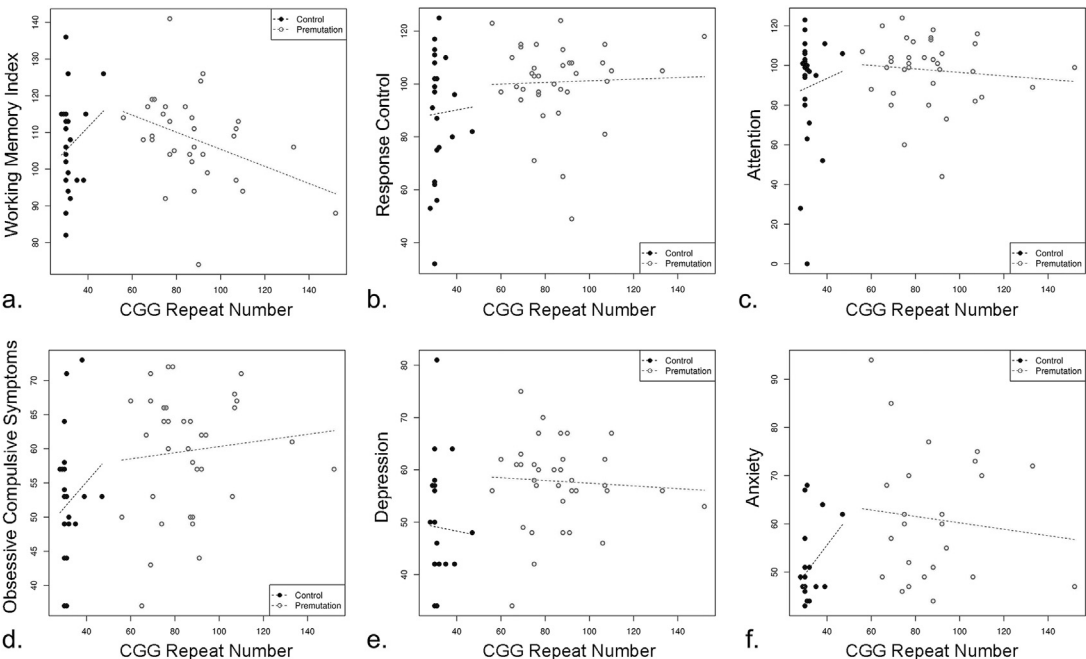 Control
Premutation
Working Memory Index
140
130
120
110
100
90
80
40
60
80
100
120
140
CGG Repeat Number
a.
Response Control
120
100
80
60
40
Control
Premutation
40
60
80
100
120
140
CGG Repeat Number
b.
Attention
120
100
80
60
40
20
0
Control
Premutation
40
60
80
100
120
140
CGG Repeat Number
c.
Control
Premutation
Obsessive Compulsive Symptoms
70
65
60
55
50
45
40
40
60
80
100
120
140
CGG Repeat Number
d.
Control
Premutation
Depression
80
70
60
50
40
40
60
80
100
120
140
CGG Repeat Number
e.
Control
Premutation
Anxiety
90
80
70
60
50
40
60
80
100
120
140
CGG Repeat Number
f.